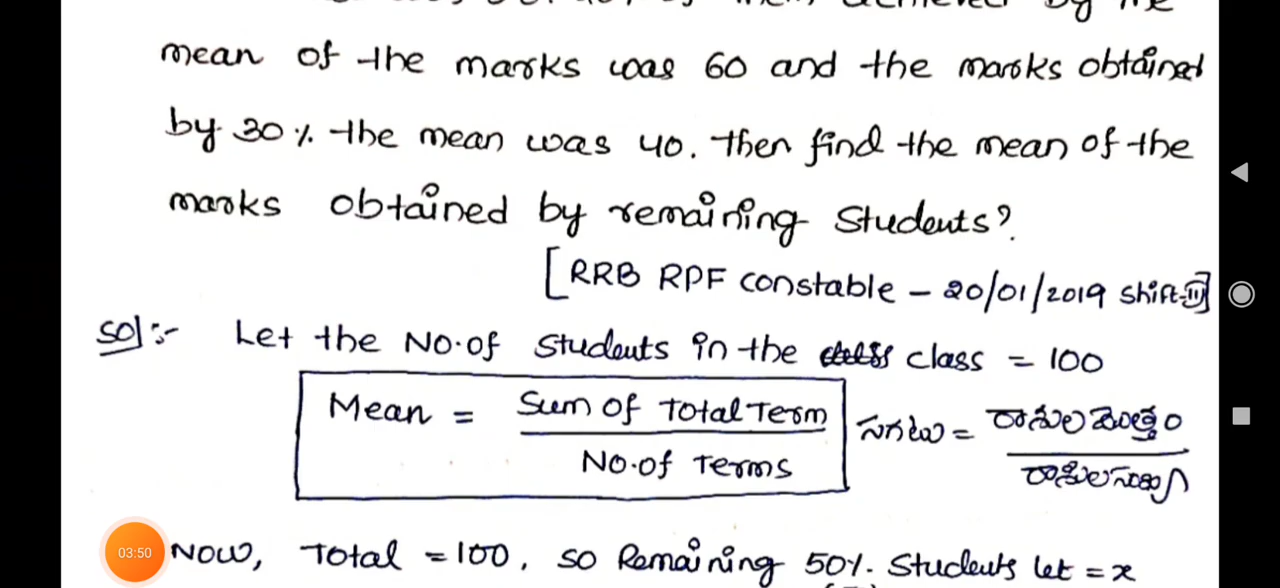 mean of the marks was 60 and the marks obtained
by 30%. the mean was 40. Then find the mean of the
marks obtained by remaining Students?
[RRB RPF constable - 20/01/2019 shift-III]
Sol:- Let the No.of Students in the class = 100
Mean = Sum of Total Term / No.of Terms సగటు = రాశుల మొత్తం / రాశుల సంఖ్య
03:50 Now, Total = 100, so Remaining 50%. Students let = x